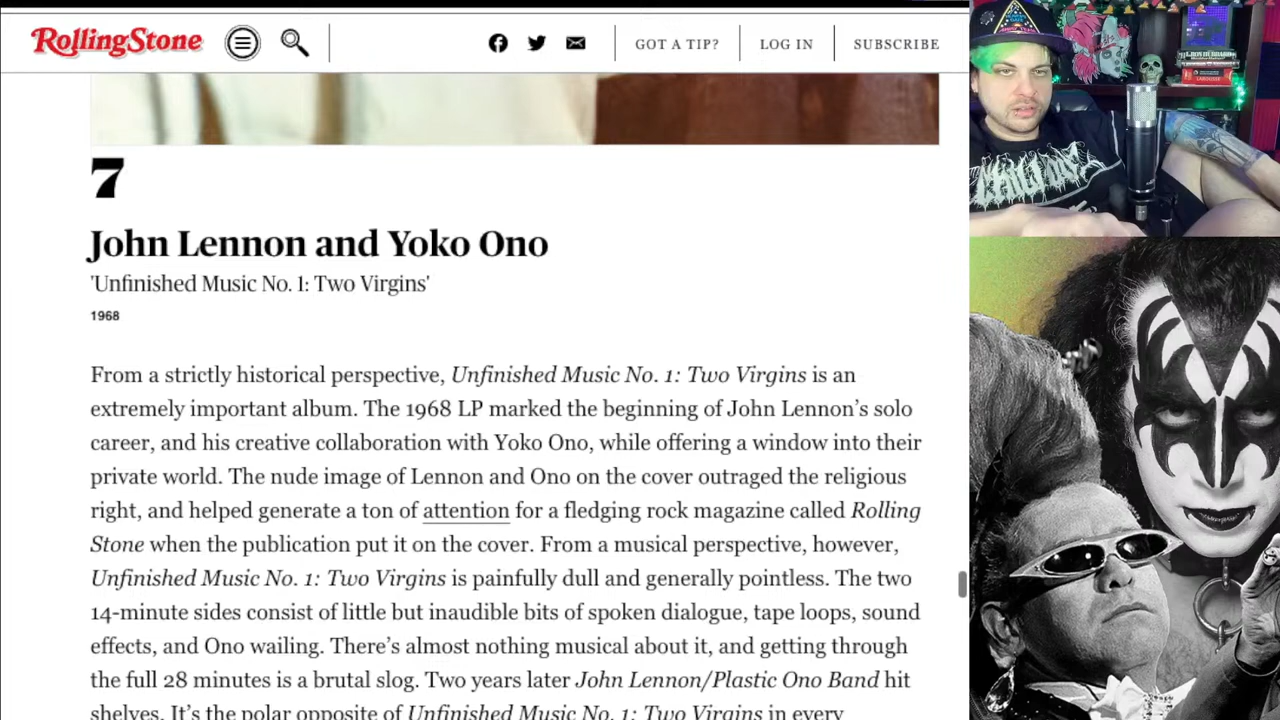 RollingStone
GOT A TIP?
LOG IN
SUBSCRIBE
7
John Lennon and Yoko Ono
'Unfinished Music No. 1: Two Virgins'
1968
From a strictly historical perspective, Unfinished Music No. 1: Two Virgins is an
extremely important album. The 1968 LP marked the beginning of John Lennon's solo
career, and his creative collaboration with Yoko Ono, while offering a window into their
private world. The nude image of Lennon and Ono on the cover outraged the religious
right, and helped generate a ton of attention for a fledging rock magazine called Rolling
Stone when the publication put it on the cover. From a musical perspective, however,
Unfinished Music No. 1: Two Virgins is painfully dull and generally pointless. The two
14-minute sides consist of little but inaudible bits of spoken dialogue, tape loops, sound
effects, and Ono wailing. There's almost nothing musical about it, and getting through
the full 28 minutes is a brutal slog. Two years later John Lennon/Plastic Ono Band hit
shelves. It's the polar opposite of Unfinished Music No. 1: Two Virgins in every